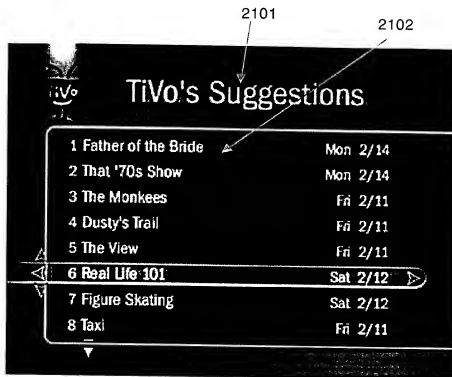 2101
2102
TiVo
TiVo's Suggestions
1 Father of the Bride Mon 2/14
2 That '70s Show Mon 2/14
3 The Monkees Fri 2/11
4 Dusty's Trail Fri 2/11
5 The View Fri 2/11
6 Real Life 101 Sat 2/12
7 Figure Skating Sat 2/12
8 Taxi Fri 2/11